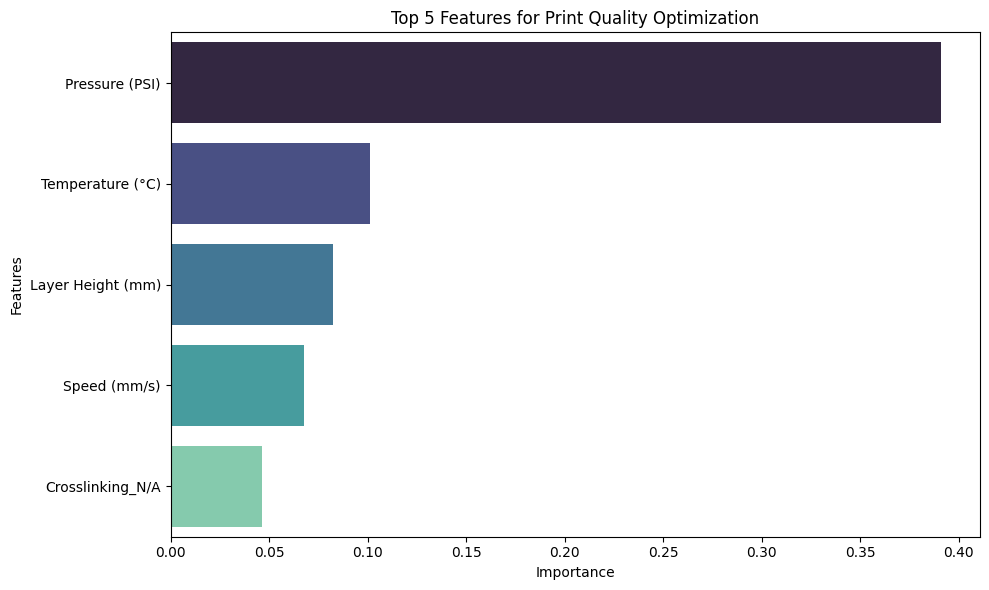 Top 5 Features for Print Quality Optimization
Features
Pressure (PSI)
Temperature (°C)
Layer Height (mm)
Speed (mm/s)
Crosslinking_N/A
0.00 0.05 0.10 0.15 0.20 0.25 0.30 0.35 0.40
Importance